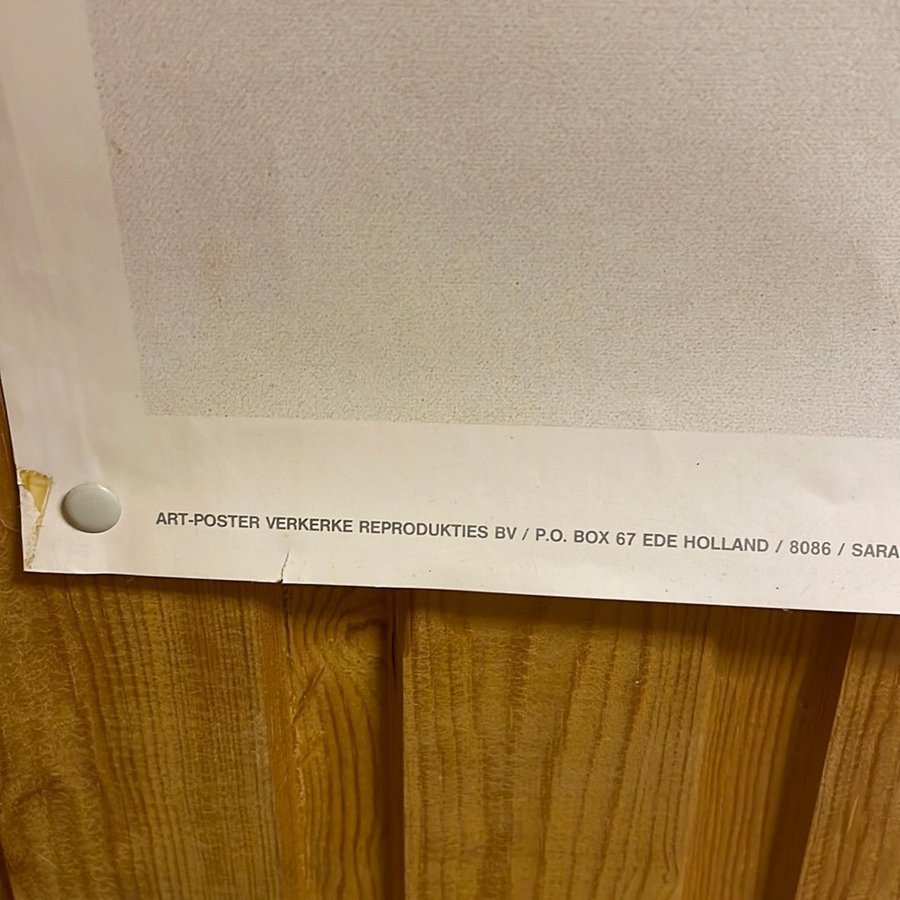 ART-POSTER VERKERKE REPRODUKTIES BV / P.O. BOX 67 EDE HOLLAND / 8086 / SARA